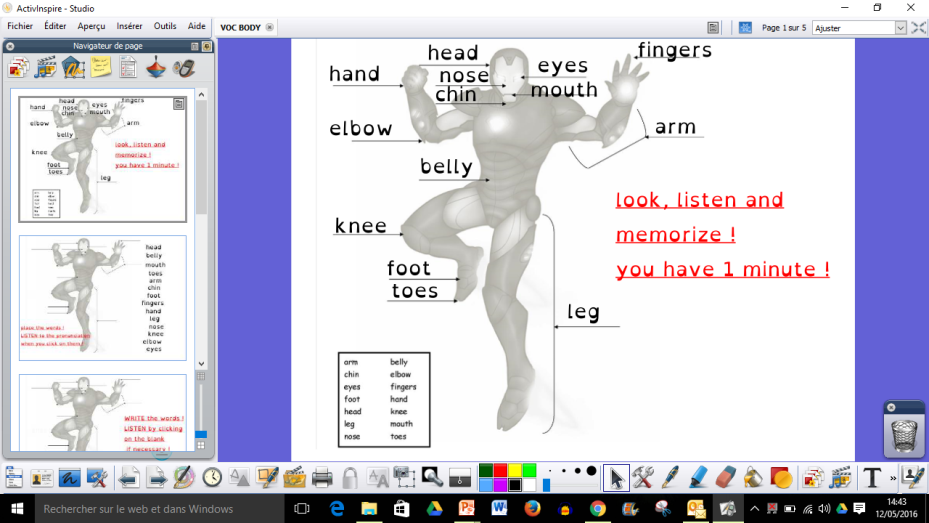 ActivInspire - Studio
Fichier Éditer Aperçu Insérer Outils Aide
VOC BODY
Page 1 sur 5
Ajuster
Navigateur de page
head
hand
nose
eyes
fingers
chin
mouth
elbow
arm
belly
knee
foot
toes
leg
look, listen and
memorize !
you have 1 minute !
arm belly
chin elbow
eyes fingers
foot hand
head knee
leg mouth
nose toes
head
hand
nose
eyes
fingers
chin
mouth
elbow
arm
belly
knee
foot
toes
leg
look, listen and
memorize !
you have 1 minute !
head
belly
mouth
toes
arm
chin
foot
fingers
hand
leg
nose
knee
elbow
eyes
place the words !
LISTEN to the pronunciation
when you click on them !
WRITE the words !
LISTEN by clicking
on the blank
if necessary !
T
Rechercher sur le web et dans Windows
14:43
12/05/2016